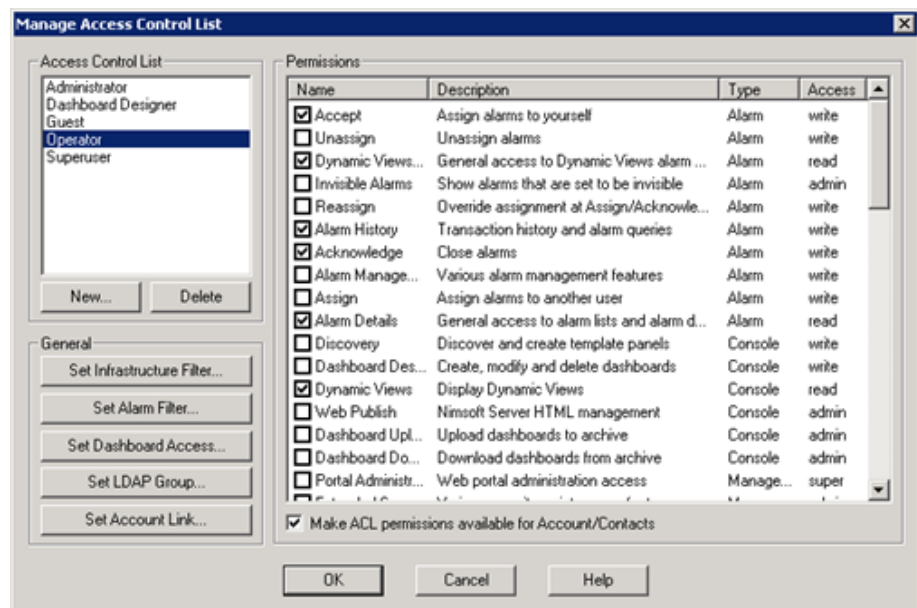 Manage Access Control List
Access Control List
Administrator
Dashboard Designer
Guest
Operator
Superuser
New...
Delete
General
Set Infrastructure Filter...
Set Alarm Filter...
Set Dashboard Access...
Set LDAP Group...
Set Account Link...
Permissions
Name Description Type Access
Accept Assign alarms to yourself Alarm write
Unassign Unassign alarms Alarm write
Dynamic Views... General access to Dynamic Views alarm ... Alarm read
Invisible Alarms Show alarms that are set to be invisible Alarm admin
Reassign Override assignment at Assign/Acknowle... Alarm write
Alarm History Transaction history and alarm queries Alarm write
Acknowledge Close alarms Alarm write
Alarm Manage... Various alarm management features Alarm write
Assign Assign alarms to another user Alarm write
Alarm Details General access to alarm lists and alarm d... Alarm read
Discovery Discover and create template panels Console write
Dashboard Des... Create, modify and delete dashboards Console write
Dynamic Views Display Dynamic Views Console read
Web Publish Nimsoft Server HTML management Console admin
Dashboard Upl... Upload dashboards to archive Console admin
Dashboard Do... Download dashboards from archive Console admin
Portal Administr... Web portal administration access Manage... super
Make ACL permissions available for Account/Contacts
OK
Cancel
Help